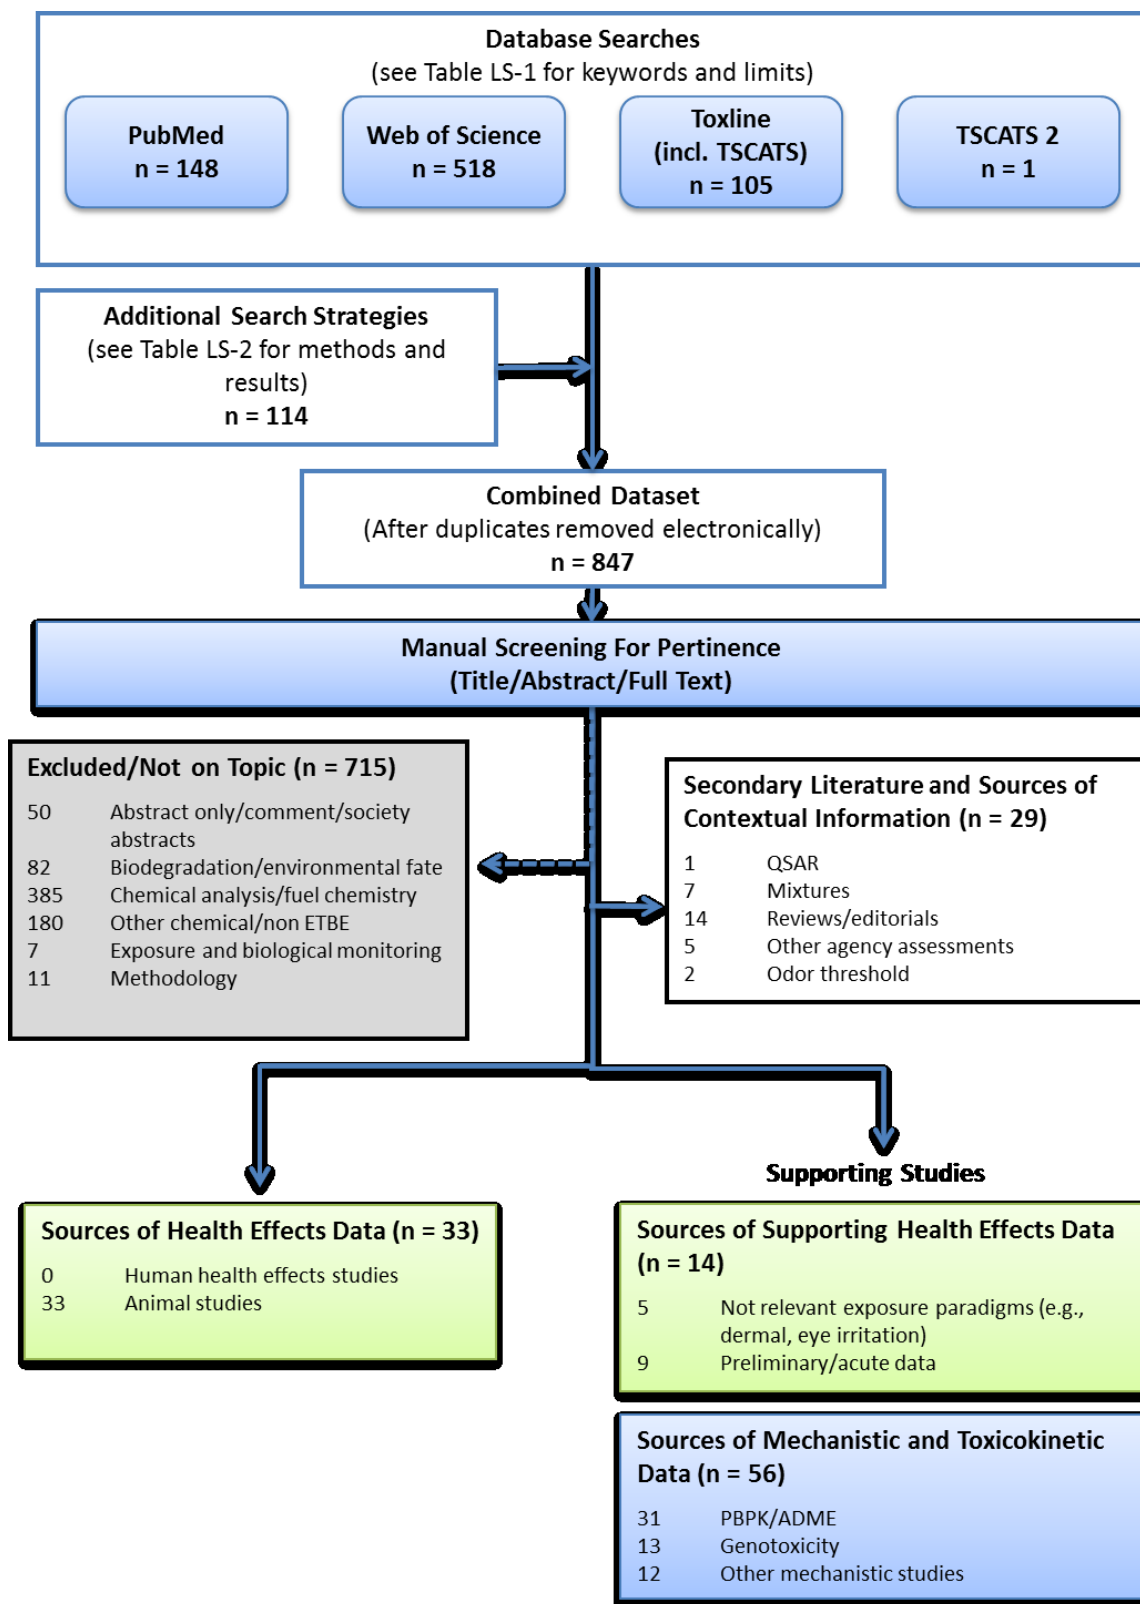 Database Searches
(see Table LS-1 for keywords and limits)
PubMed
n = 148
Web of Science
n = 518
Toxline
(incl. TSCATS)
n = 105
TSCATS 2
n = 1
Additional Search Strategies
(see Table LS-2 for methods and
results)
n = 114
Combined Dataset
(After duplicates removed electronically)
n = 847
Manual Screening For Pertinence
(Title/Abstract/Full Text)
Excluded/Not on Topic (n = 715)
50 Abstract only/comment/society
abstracts
82 Biodegradation/environmental fate
385 Chemical analysis/fuel chemistry
180 Other chemical/non ETBE
7 Exposure and biological monitoring
11 Methodology
Secondary Literature and Sources of
Contextual Information (n = 29)
1 QSAR
7 Mixtures
14 Reviews/editorials
5 Other agency assessments
2 Odor threshold
Sources of Health Effects Data (n = 33)
0 Human health effects studies
33 Animal studies
Supporting Studies
Sources of Supporting Health Effects Data
(n = 14)
5 Not relevant exposure paradigms (e.g.,
dermal, eye irritation)
9 Preliminary/acute data
Sources of Mechanistic and Toxicokinetic
Data (n = 56)
31 PBPK/ADME
13 Genotoxicity
12 Other mechanistic studies